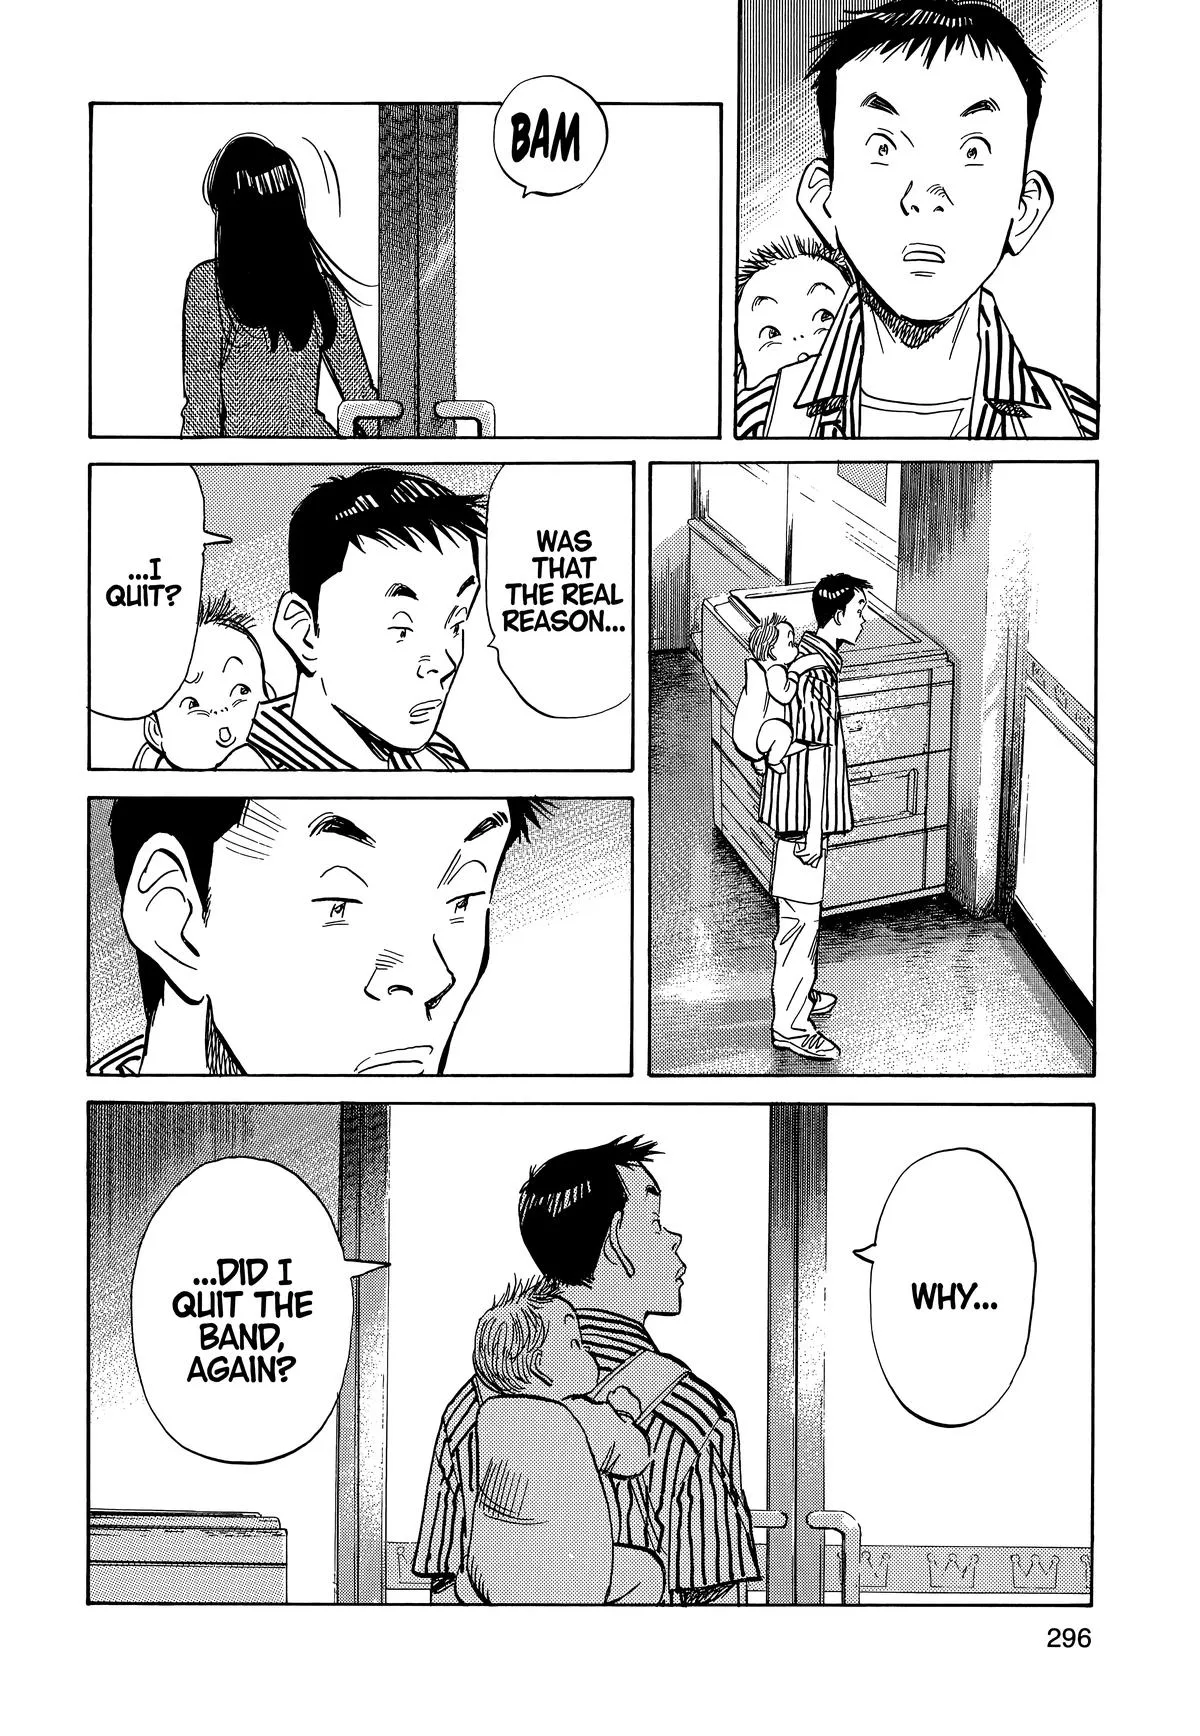 BAM
WAS
THAT
THE REAL
REASON...
...I
QUIT?
WHY...
...DID I
QUIT THE
BAND,
AGAIN?
296